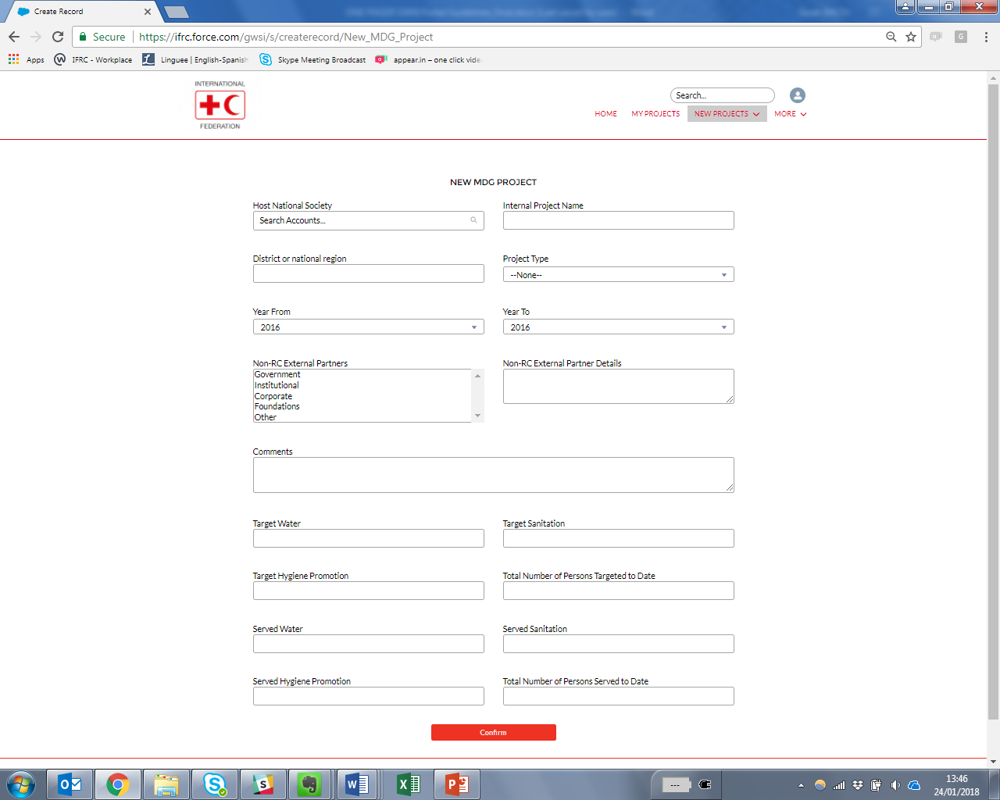 Create Record
Secure | https://ifrc.force.com/gwsi/s/createrecord/New_MDG_Project
G
Apps IFRC - Workplace Linguee | English-Spanish Skype Meeting Broadcast appear.in – one click vide
INTERNATIONAL
FEDERATION
Search...
HOME MY PROJECTS NEW PROJECTS MORE
NEW MDG PROJECT
Host National Society Internal Project Name
Search Accounts...
District or national region Project Type
--None--
Year From Year To
2016 2016
Non-RC External Partners Non-RC External Partner Details
Government
Institutional
Corporate
Foundations
Other
Comments
Target Water Target Sanitation
Target Hygiene Promotion Total Number of Persons Targeted to Date
Served Water Served Sanitation
Served Hygiene Promotion Total Number of Persons Served to Date
Confirm
13:46
24/01/2018